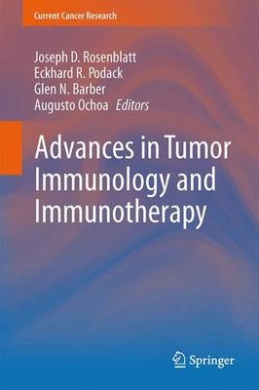 Current Cancer Research
Joseph D. Rosenblatt
Eckhard R. Podack
Glen N. Barber
Augusto Ochoa Editors
Advances in Tumor
Immunology and
Immunotherapy
Springer